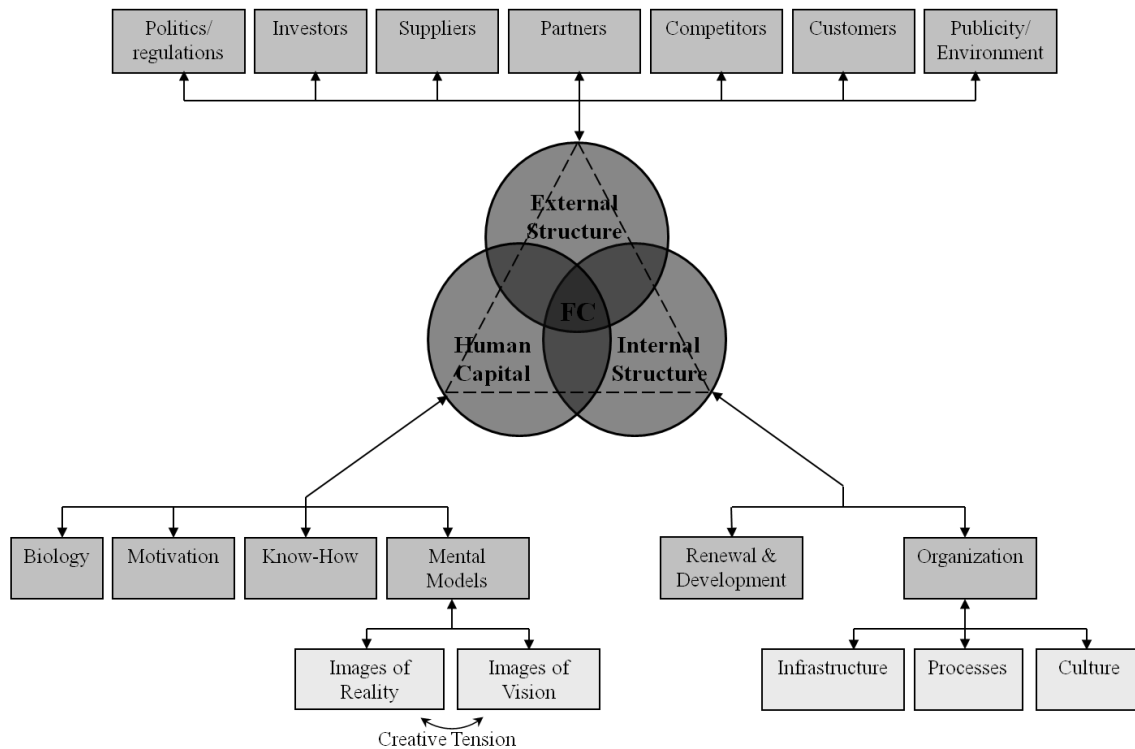 Politics/
regulations
Investors
Suppliers
Partners
Competitors
Customers
Publicity/
Environment
External
Structure
FC
Human
Capital
Internal
Structure
Biology
Motivation
Know-How
Mental
Models
Renewal &
Development
Organization
Images of
Reality
Images of
Vision
Infrastructure
Processes
Culture
Creative Tension